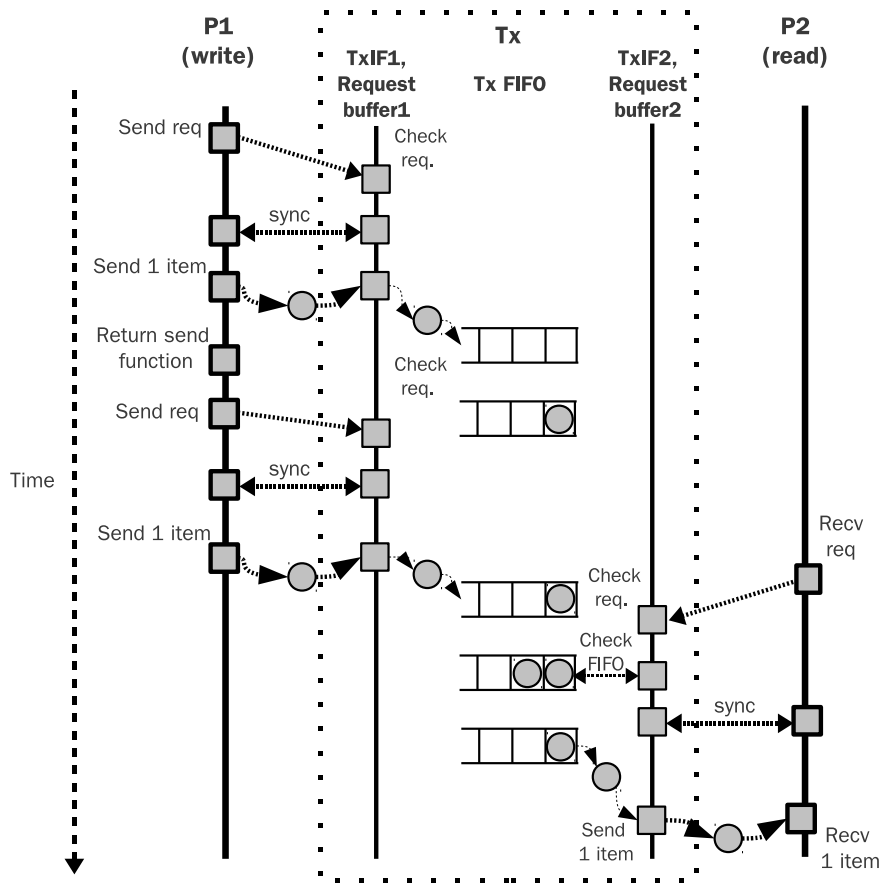 P1
(write)
Tx
P2
(read)
TxIF1,
Request
buffer1
Tx FIFO
TxIF2,
Request
buffer2
Send req
Check
req.
sync
Send 1 item
Return send
function
Check
req.
Send req
Time
sync
Send 1 item
Recv
req
Check
req.
Check
FIFO
sync
Send
1 item
Recv
1 item